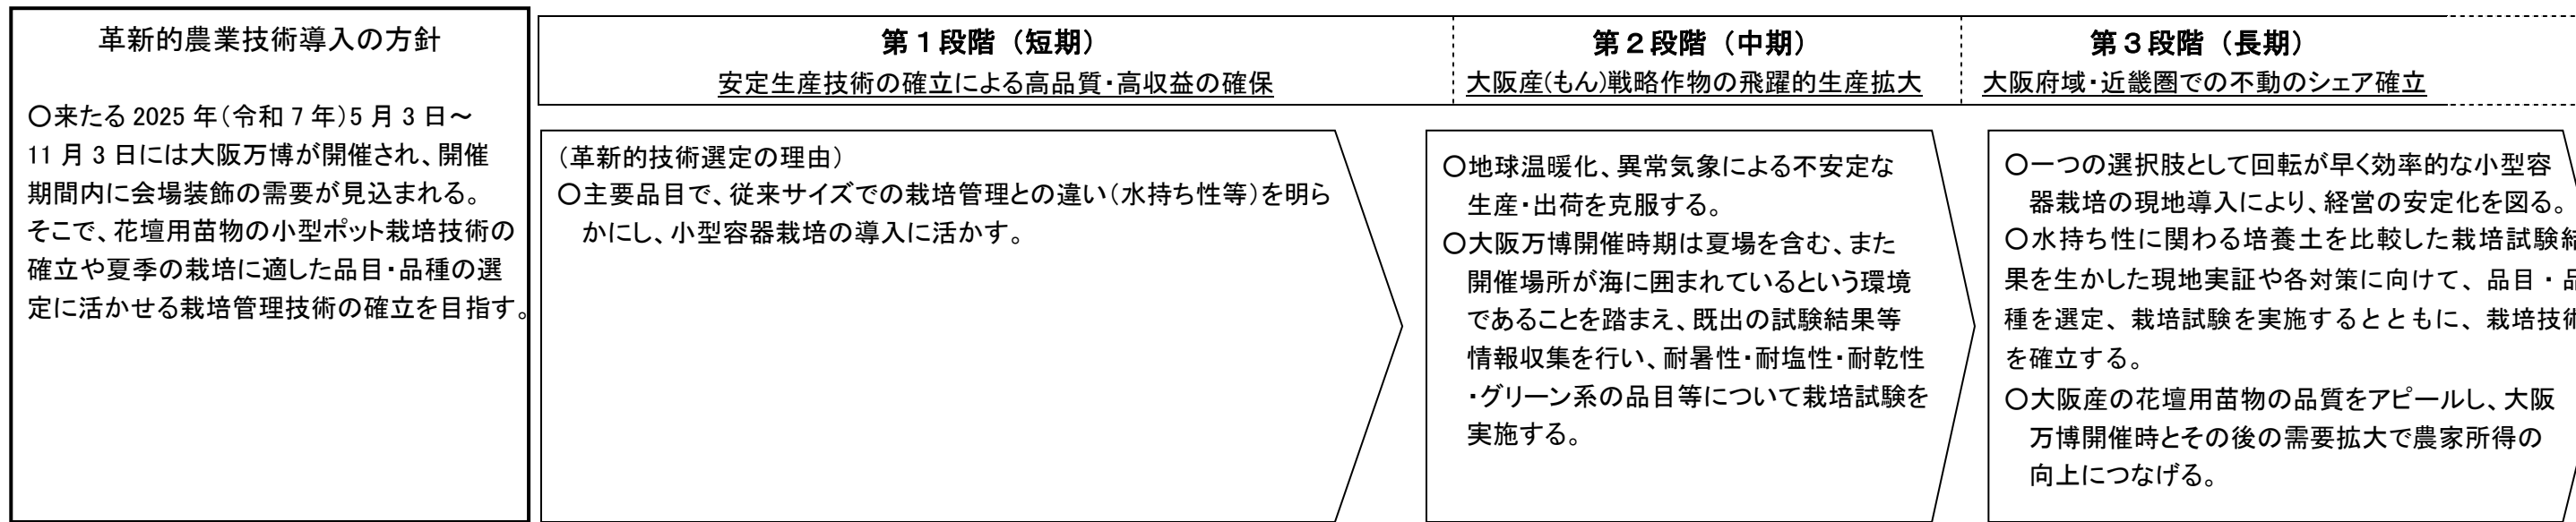 革新的農業技術導入の方針
〇来たる 2025 年(令和 7 年)5 月 3 日～
11 月 3 日には大阪万博が開催され、開催
期間内に会場装飾の需要が見込まれる。
そこで、花壇用苗物の小型ポット栽培技術の
確立や夏季の栽培に適した品目・品種の選
定に活かせる栽培管理技術の確立を目指す。
第1段階（短期）
安定生産技術の確立による高品質・高収益の確保
（革新的技術選定の理由）
〇主要品目で、従来サイズでの栽培管理との違い(水持ち性等)を明ら
かにし、小型容器栽培の導入に活かす。
第2段階（中期）
大阪産(もん)戦略作物の飛躍的生産拡大
〇地球温暖化、異常気象による不安定な
生産・出荷を克服する。
〇大阪万博開催時期は夏場を含む、また
開催場所が海に囲まれているという環境
であることを踏まえ、既出の試験結果等
情報収集を行い、耐暑性・耐塩性・耐乾性
・グリーン系の品目等について栽培試験を
実施する。
第3段階（長期）
大阪府域・近畿圏での不動のシェア確立
〇一つの選択肢として回転が早く効率的な小型容
器栽培の現地導入により、経営の安定化を図る。
〇水持ち性に関わる培養土を比較した栽培試験結
果を生かした現地実証や各対策に向けて、品目・品
種を選定、栽培試験を実施するとともに、栽培技術
を確立する。
〇大阪産の花壇用苗物の品質をアピールし、大阪
万博開催時とその後の需要拡大で農家所得の
向上につなげる。